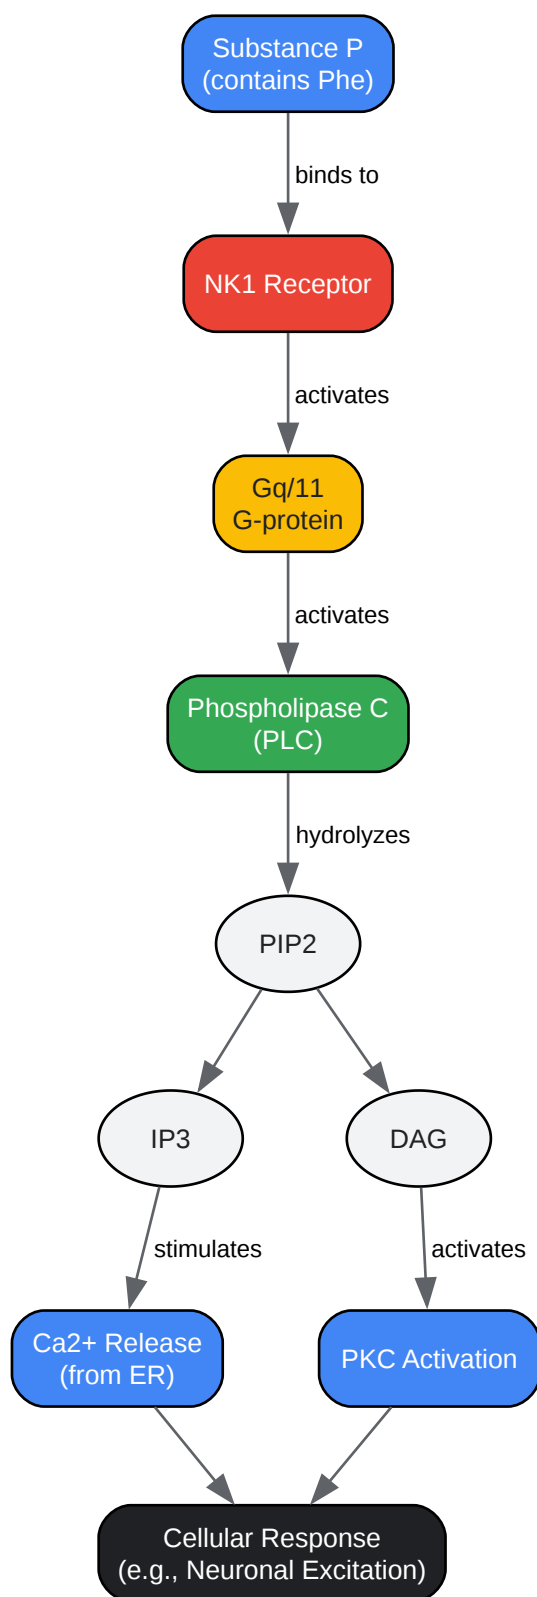 Substance P
(contains Phe)
binds to
NK1 Receptor
activates
Gq/11
G-protein
activates
Phospholipase C
(PLC)
hydrolyzes
PIP2
IP3
DAG
stimulates
activates
Ca2+ Release
(from ER)
PKC Activation
Cellular Response
(e.g., Neuronal Excitation)